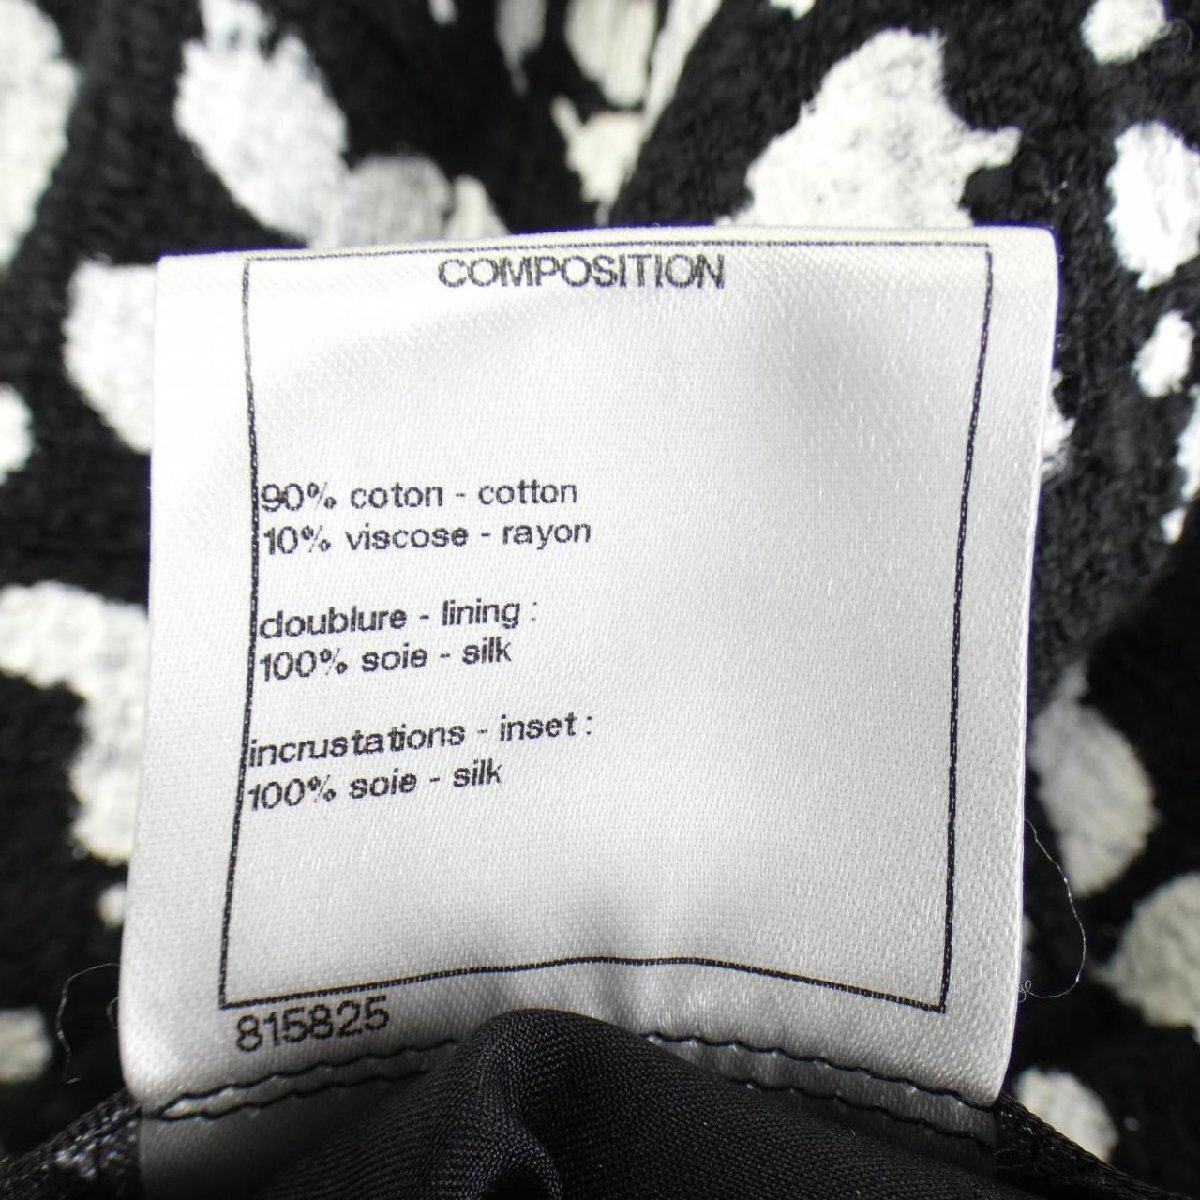 COMPOSITION
90% coton - cotton
10% viscose - rayon
doublure - lining :
100% soie - silk
incrustations - inset :
100% soie - silk
815825